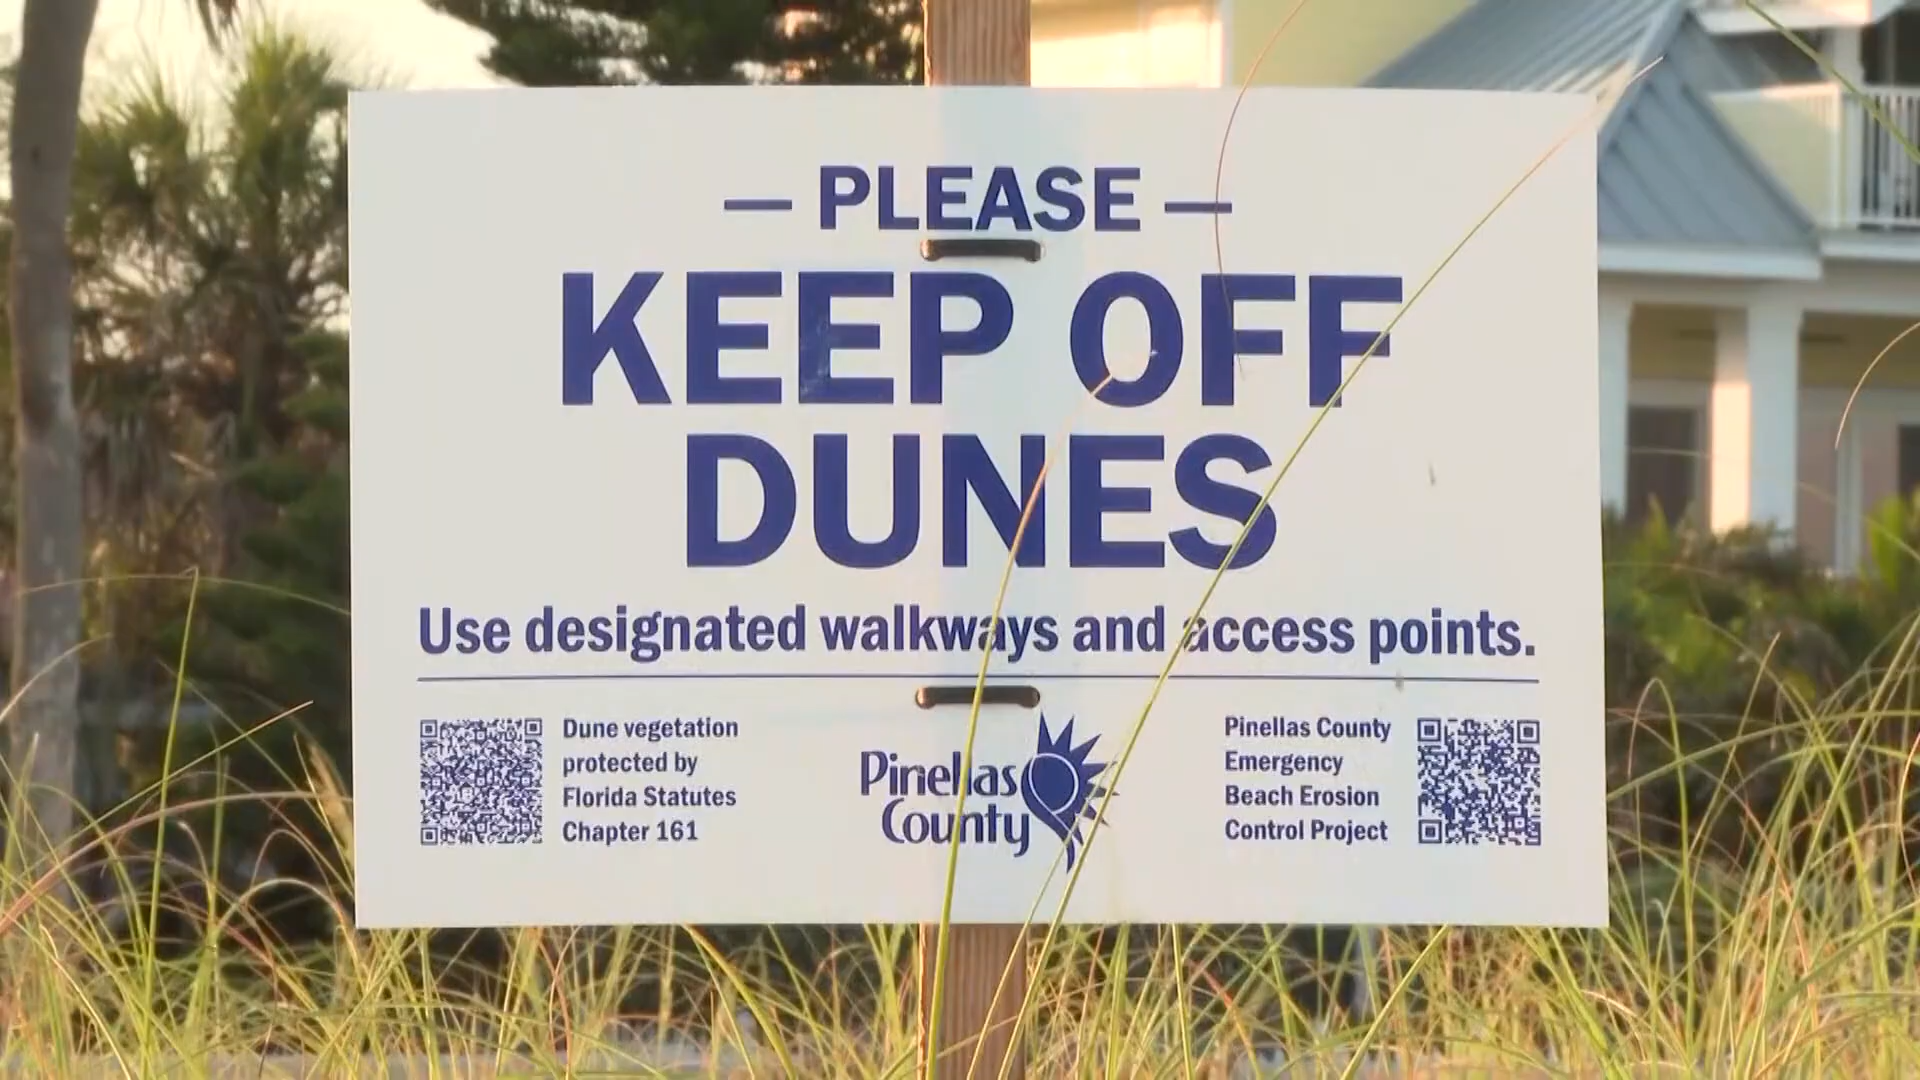 — PLEASE —
KEEP OFF
DUNES
Use designated walkways and access points.
Dune vegetation
protected by
Florida Statutes
Chapter 161
Pinellas
County
Pinellas County
Emergency
Beach Erosion
Control Project